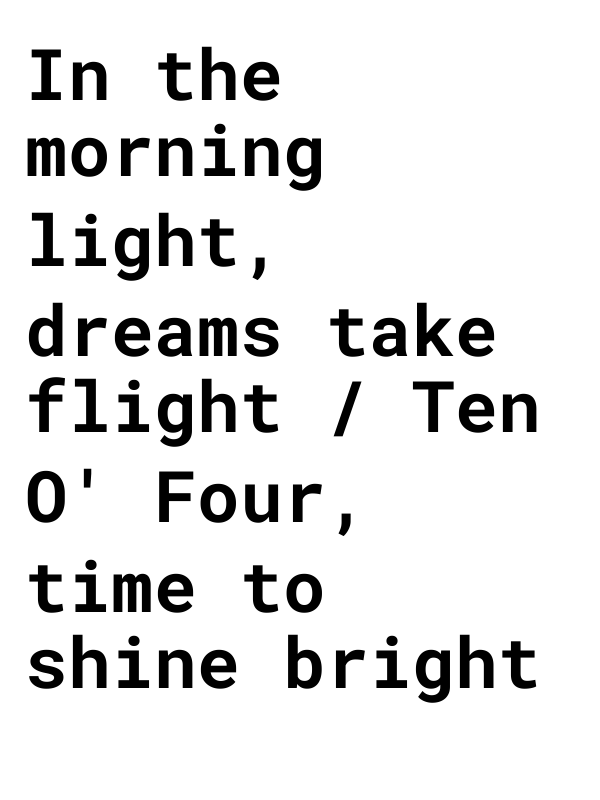 In the
morning
light,
dreams take
flight / Ten
O' Four,
time to
shine bright